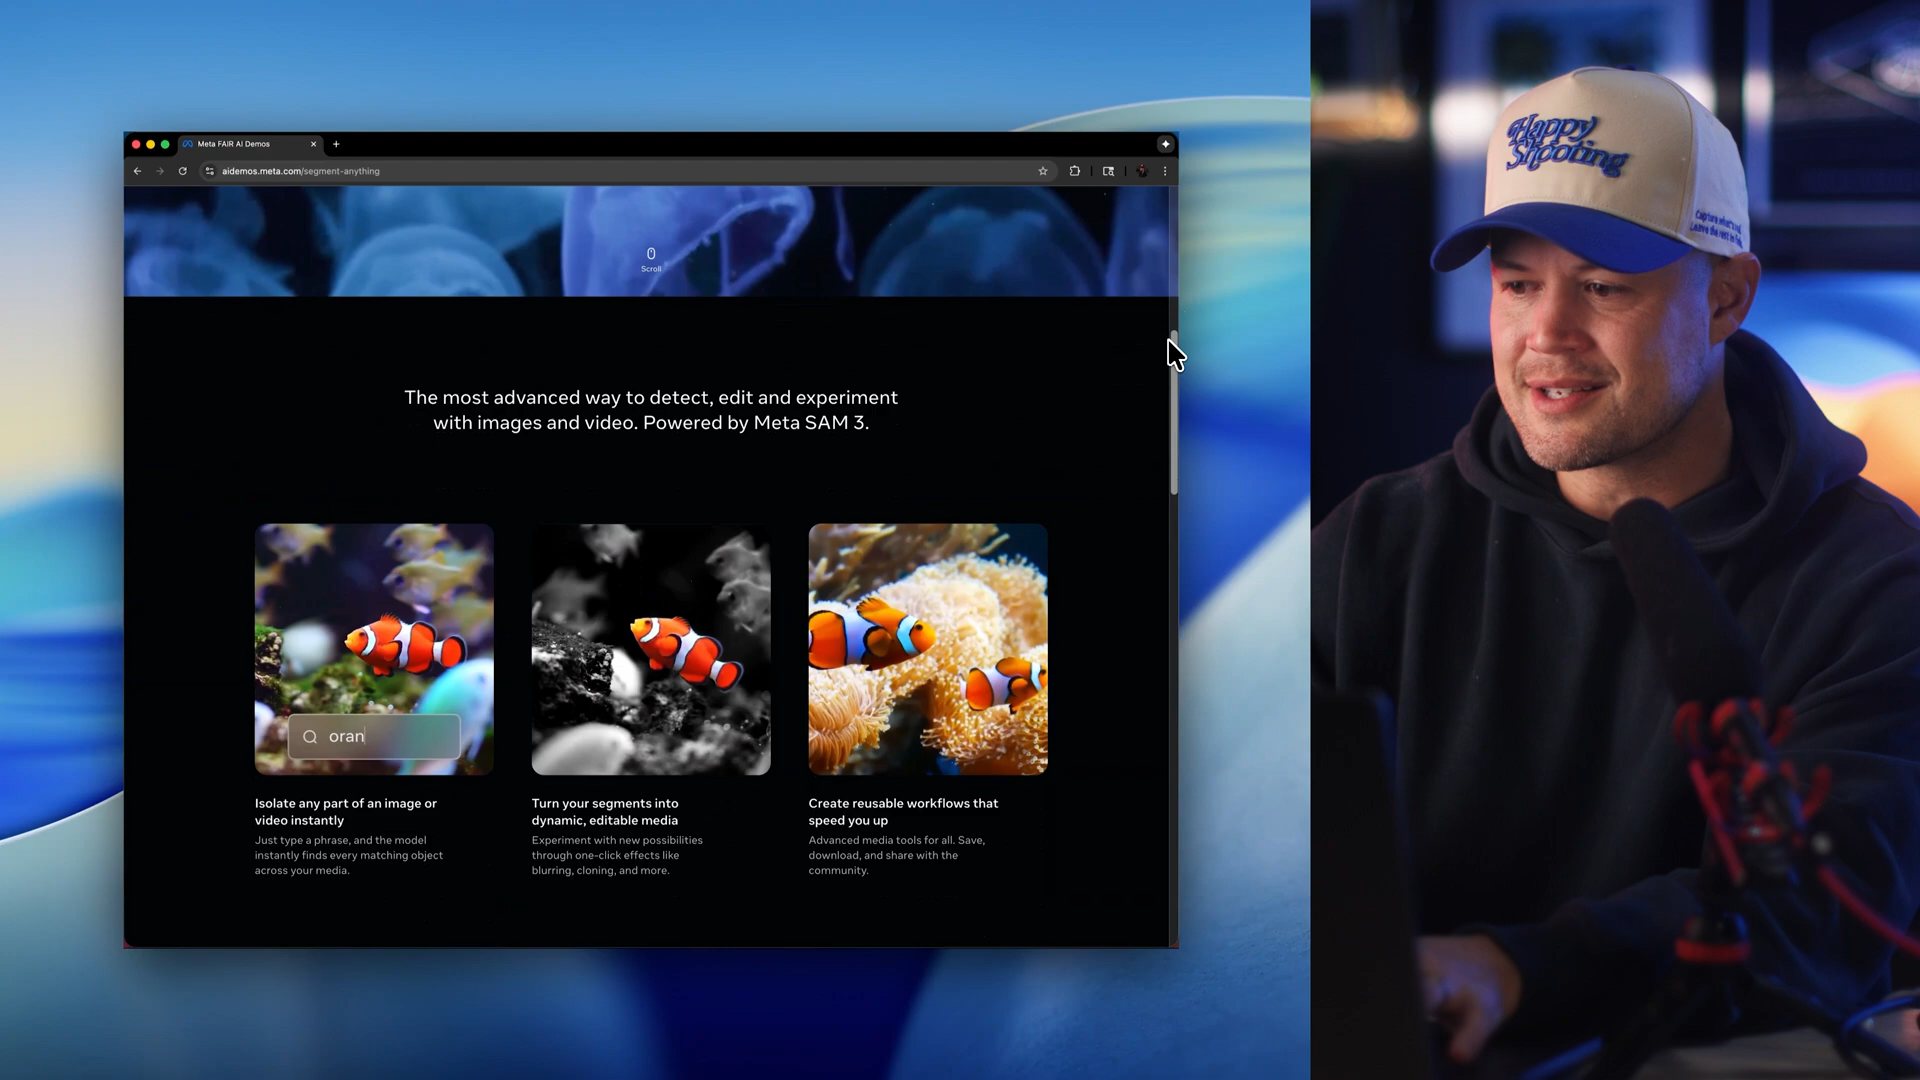 Meta FAIR AI Demos
aidemos.meta.com/segment-anything
Scroll
The most advanced way to detect, edit and experiment
with images and video. Powered by Meta SAM 3.
oran
Isolate any part of an image or
video instantly
Just type a phrase, and the model
instantly finds every matching object
across your media.
Turn your segments into
dynamic, editable media
Experiment with new possibilities
through one-click effects like
blurring, cloning, and more.
Create reusable workflows that
speed you up
Advanced media tools for all. Save,
download, and share with the
community.
Happy
Shooting